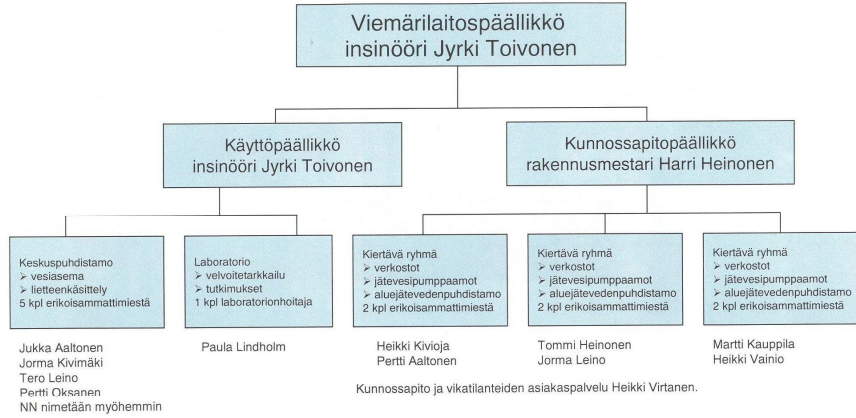 Viemärilaitospäällikkö
insinööri Jyrki Toivonen
Käyttöpäällikkö
insinööri Jyrki Toivonen
Kunnossapitopäällikkö
rakennusmestari Harri Heinonen
Keskuspuhdistamo
➢ vesiasema
➢ lietteenkäsittely
5 kpl erikoisammattimiestä
Jukka Aaltonen
Jorma Kivimäki
Tero Leino
Pertti Oksanen
NN nimetään myöhemmin
Laboratorio
➢ velvoitetarkkailu
➢ tutkimukset
1 kpl laboratorionhoitaja
Paula Lindholm
Kiertävä ryhmä
➢ verkostot
➢ jätevesipumppaamot
➢ aluejätevedenpuhdistamo
2 kpl erikoisammattimiestä
Heikki Kivioja
Pertti Aaltonen
Kiertävä ryhmä
➢ verkostot
➢ jätevesipumppaamot
➢ aluejätevedenpuhdistamo
2 kpl erikoisammattimiestä
Tommi Heinonen
Jorma Leino
Kiertävä ryhmä
➢ verkostot
➢ jätevesipumppaamot
➢ aluejätevedenpuhdistamo
2 kpl erikoisammattimiestä
Martti Kauppila
Heikki Vainio
Kunnossapito ja vikatilanteiden asiakaspalvelu Heikki Virtanen.